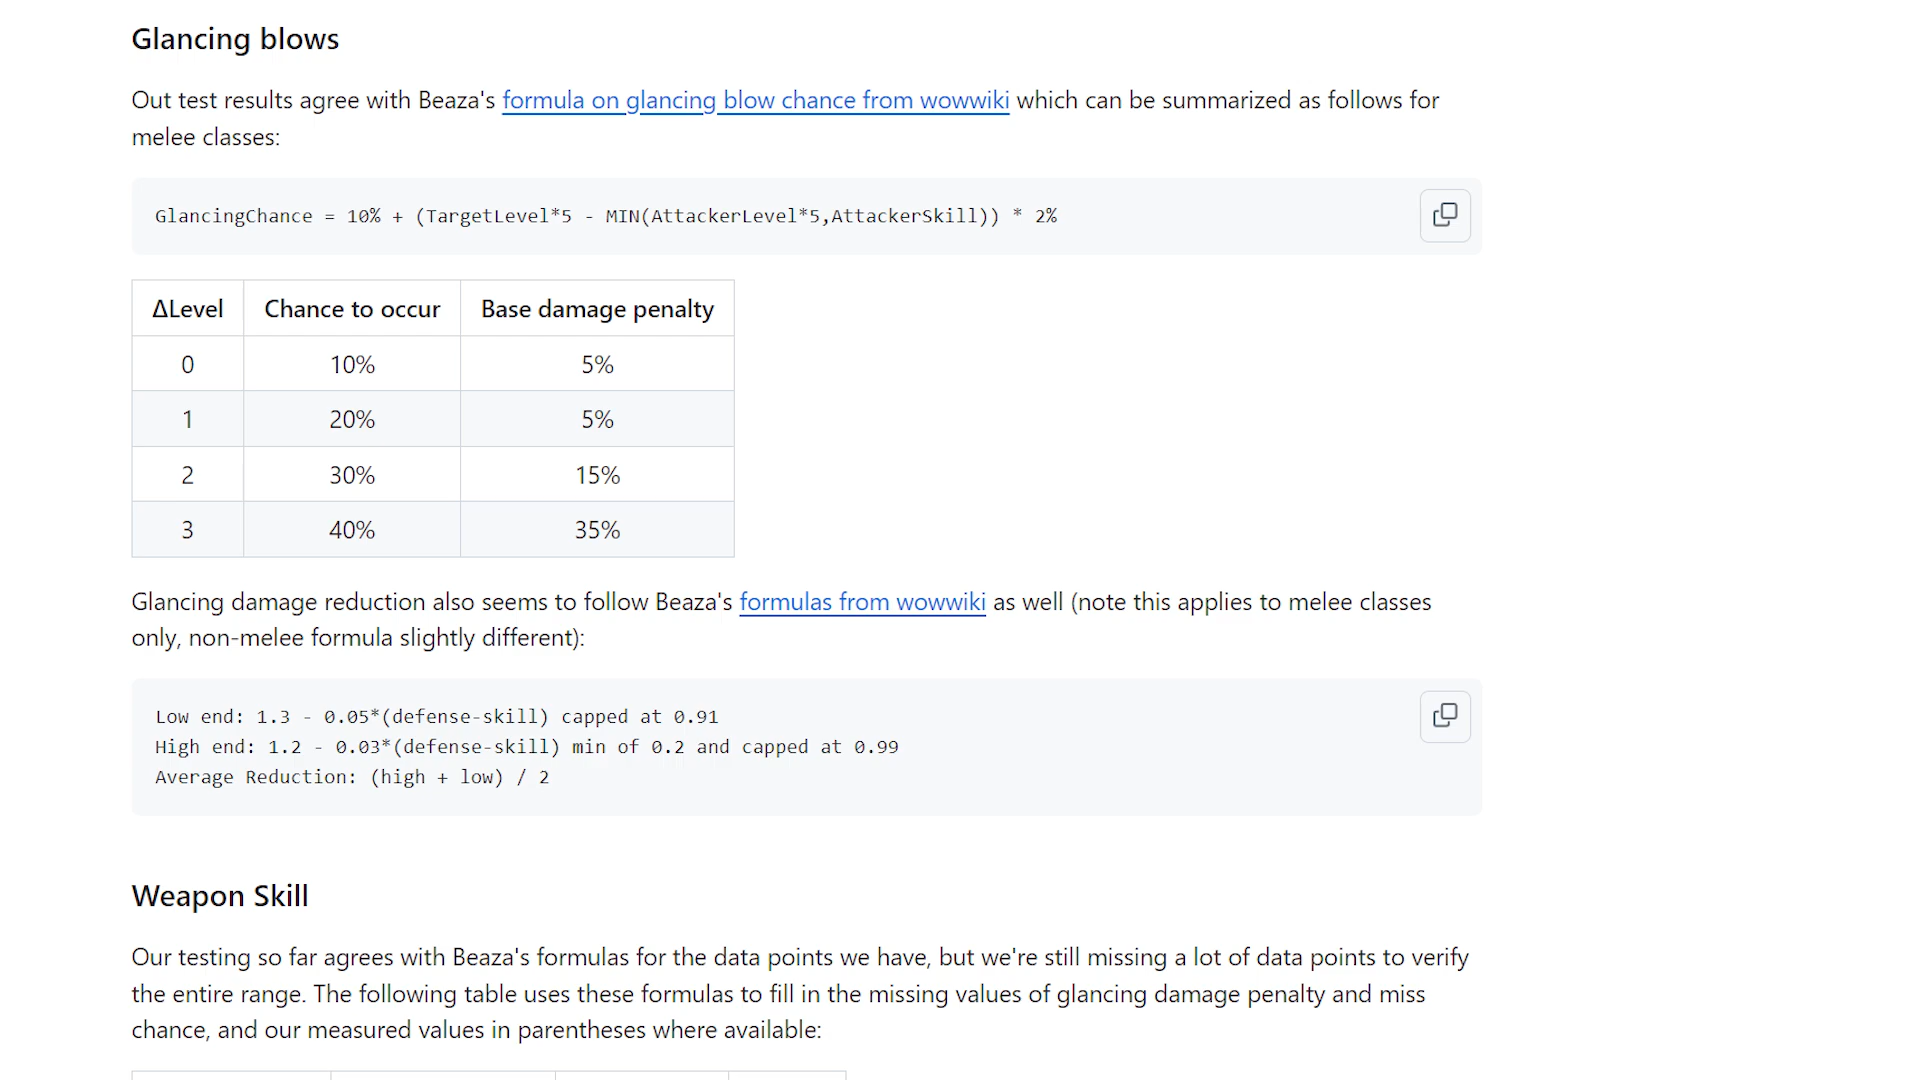 Glancing blows
Out test results agree with Beaza's formula on glancing blow chance from wowwiki which can be summarized as follows for
melee classes:
GlancingChance = 10% + (TargetLevel*5 - MIN(AttackerLevel*5,AttackerSkill)) * 2%
ΔLevel Chance to occur Base damage penalty
0 10% 5%
1 20% 5%
2 30% 15%
3 40% 35%
Glancing damage reduction also seems to follow Beaza's formulas from wowwiki as well (note this applies to melee classes
only, non-melee formula slightly different):
Low end: 1.3 - 0.05*(defense-skill) capped at 0.91
High end: 1.2 - 0.03*(defense-skill) min of 0.2 and capped at 0.99
Average Reduction: (high + low) / 2
Weapon Skill
Our testing so far agrees with Beaza's formulas for the data points we have, but we're still missing a lot of data points to verify
the entire range. The following table uses these formulas to fill in the missing values of glancing damage penalty and miss
chance, and our measured values in parentheses where available: